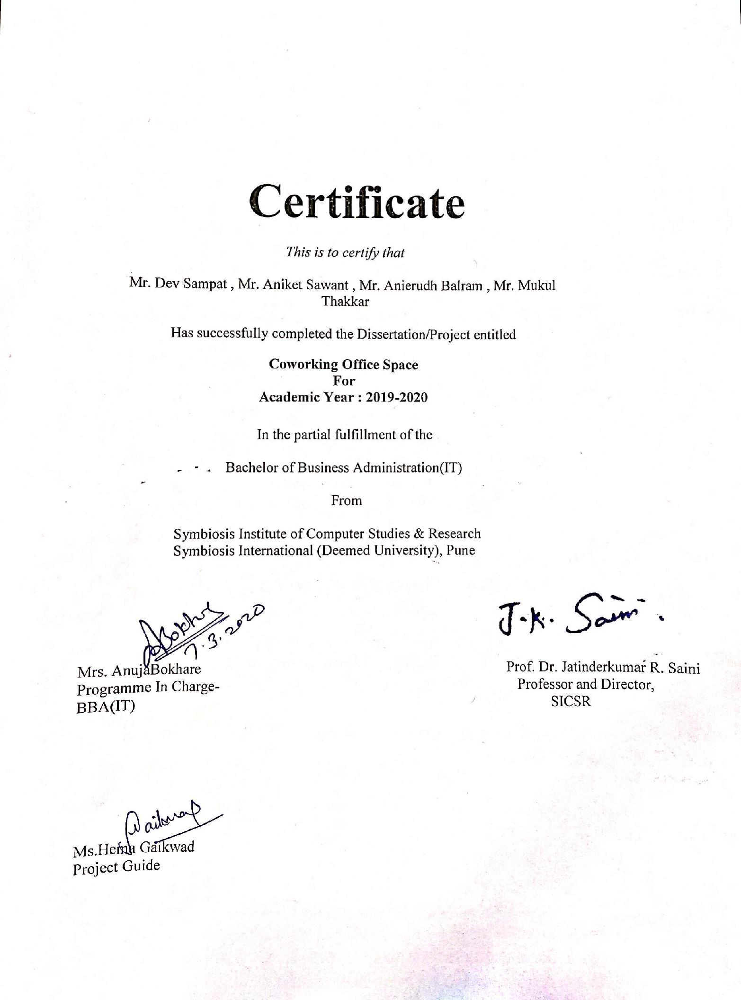 Certificate
This is to certify that
Mr. Dev Sampat , Mr. Aniket Sawant , Mr. Anierudh Balram , Mr. Mukul
Thakkar
Has successfully completed the Dissertation/Project entitled
Coworking Office Space
For
Academic Year : 2019-2020
In the partial fulfillment of the
Bachelor of Business Administration(IT)
From
Symbiosis Institute of Computer Studies & Research
Symbiosis International (Deemed University), Pune
ABokhare
7.3.2020
J.K. Saini.
Mrs. AnujaBokhare
Programme In Charge-
BBA(IT)
Prof. Dr. Jatinderkumar R. Saini
Professor and Director,
SICSR
Gaikwad
Ms.Hema Gaikwad
Project Guide